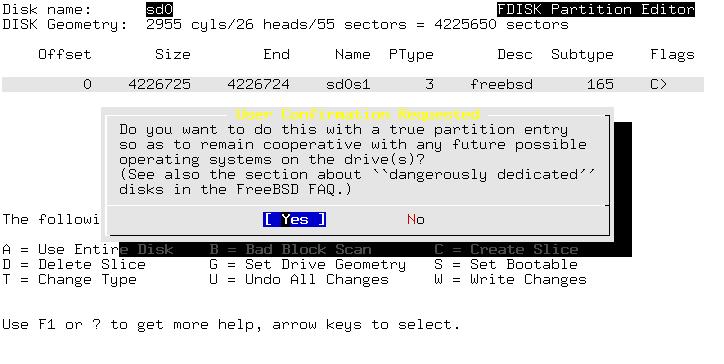 Disk name: sd0 FDISK Partition Editor
DISK Geometry: 2955 cyls/26 heads/55 sectors = 4225650 sectors
Offset Size End Name PType Desc Subtype Flags
0 4226725 4226724 sd0s1 3 freebsd 165 C>
User Confirmation Requested
Do you want to do this with a true partition entry
so as to remain cooperative with any future possible
operating systems on the drive(s)?
(See also the section about ``dangerously dedicated''
disks in the FreeBSD FAQ.)
[ Yes ] No
The followi
A = Use Entire Disk B = Bad Block Scan C = Create Slice
D = Delete Slice G = Set Drive Geometry S = Set Bootable
T = Change Type U = Undo All Changes W = Write Changes
Use F1 or ? to get more help, arrow keys to select.